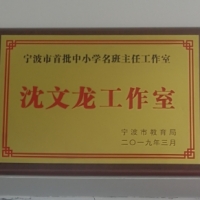 宁波市首批中小学名班主任工作室
沈文龙工作室
宁波市教育局
二〇一九年三月